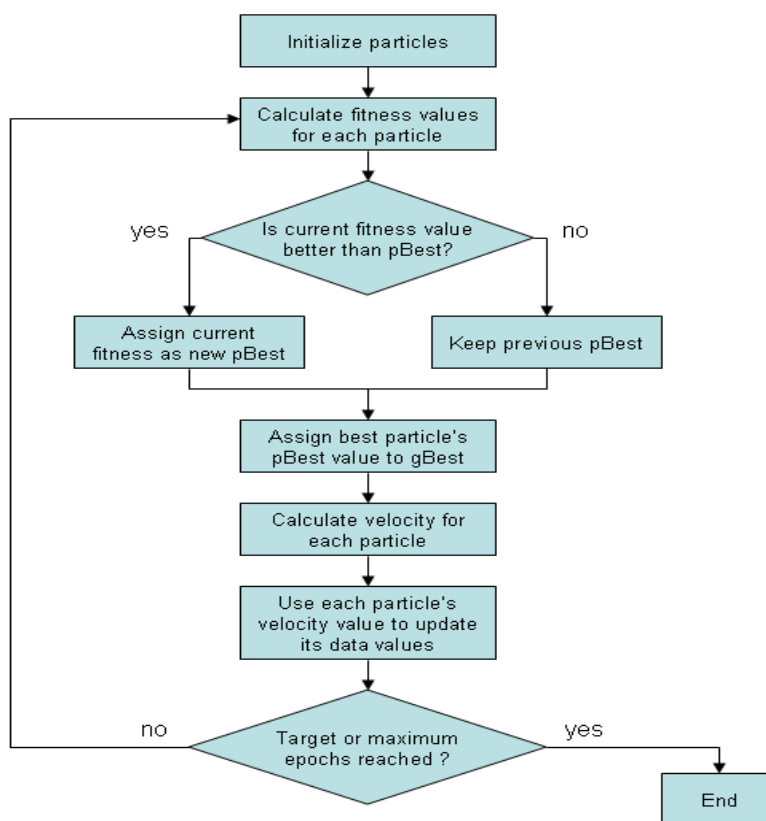 Initialize particles
Calculate fitness values
for each particle
Is current fitness value
better than pBest?
yes
no
Assign current
fitness as new pBest
Keep previous pBest
Assign best particle's
pBest value to gBest
Calculate velocity for
each particle
Use each particle's
velocity value to update
its data values
Target or maximum
epochs reached ?
no
yes
End